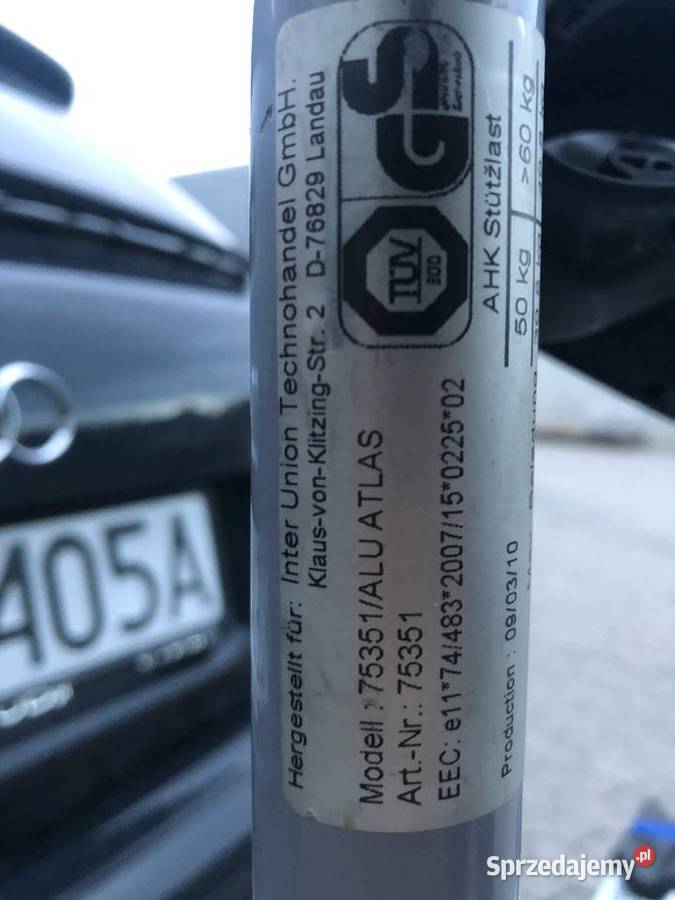 Hergestellt für: Inter Union Technohandel GmbH.
Klaus-von-Klitzing-Str. 2 D-76829 Landau
Modell : 75351/ALU ATLAS
Art.-Nr.: 75351
EEC: e11*74/483*2007/15*0225*02
Production : 09/03/10
TÜV
GS
AHK Stützlast
50 kg
>60 kg
405A
Sprzedajemy.pl